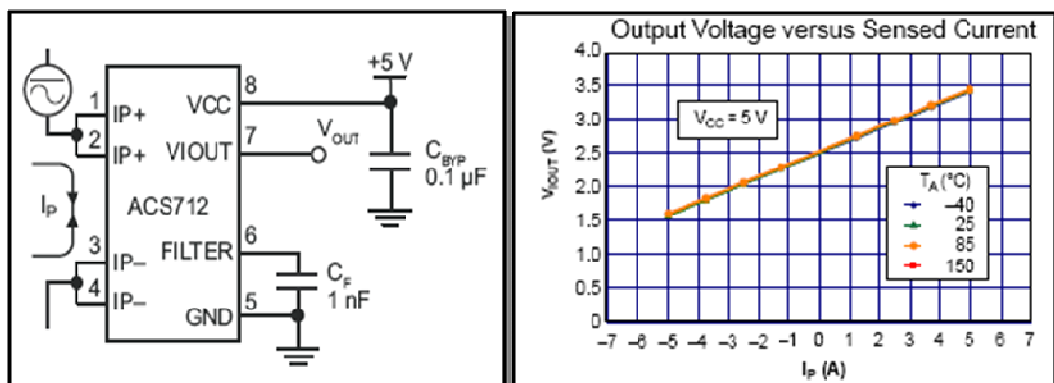 +5 V
1
IP+
2
IP+
IP
ACS712
3
IP–
4
IP–
VCC
8
VIOUT
7
VOUT
CBYP
0.1 µF
FILTER
6
CF
1 nF
GND
5
Output Voltage versus Sensed Current
4.0
3.5
3.0
2.5
2.0
1.5
1.0
0.5
0
VIOUT (V)
VCC = 5 V
TA (°C)
–40
25
85
150
–7 –6 –5 –4 –3 –2 –1 0 1 2 3 4 5 6 7
IP (A)